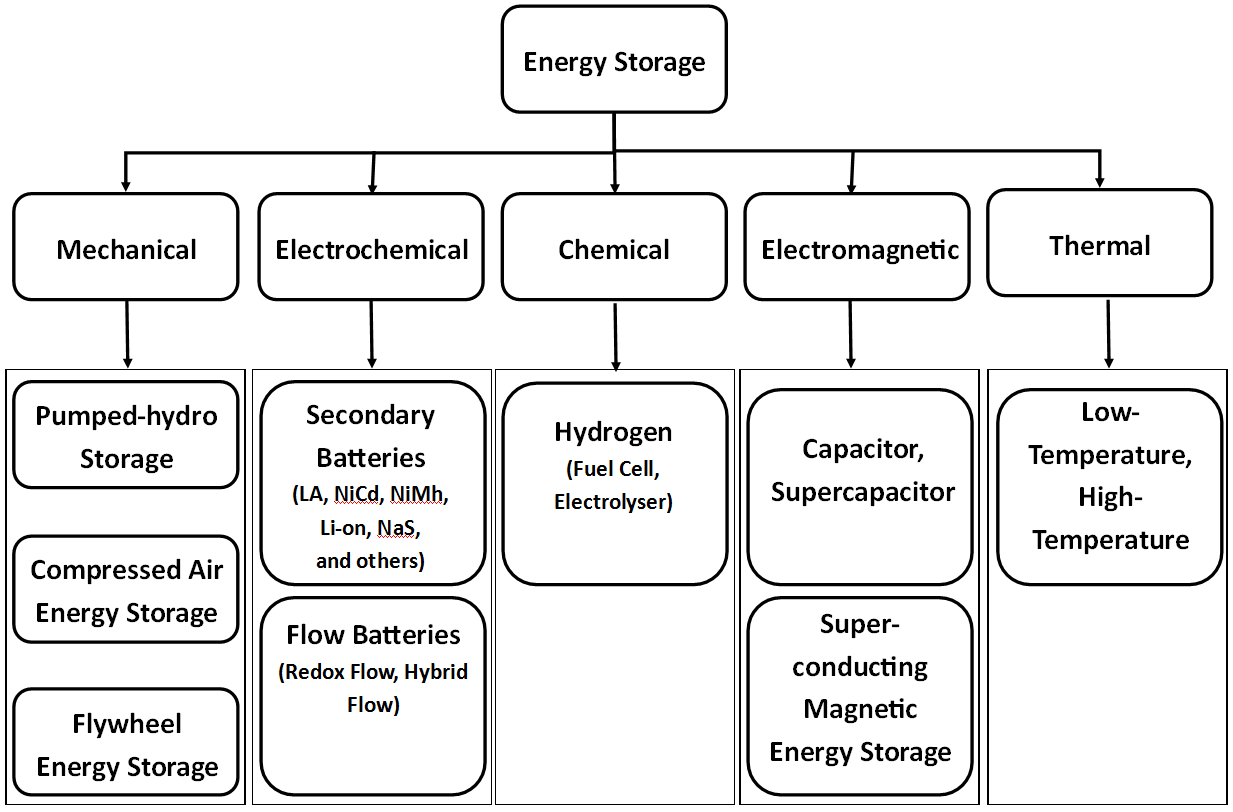 Energy Storage
Mechanical
Electrochemical
Chemical
Electromagnetic
Thermal
Pumped-hydro
Storage
Compressed Air
Energy Storage
Flywheel
Energy Storage
Secondary
Batteries
(LA, NiCd, NiMh,
Li-on, NaS,
and others)
Flow Batteries
(Redox Flow, Hybrid
Flow)
Hydrogen
(Fuel Cell,
Electrolyser)
Capacitor,
Supercapacitor
Super-
conducting
Magnetic
Energy Storage
Low-
Temperature,
High-
Temperature